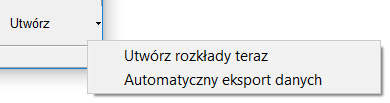 Utwórz
Utwórz rozkłady teraz
Automatyczny eksport danych